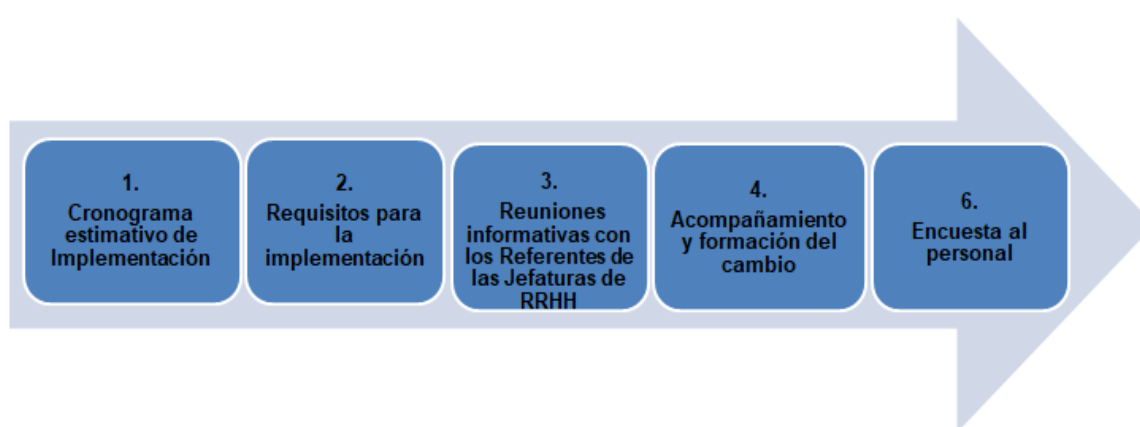 1.
Cronograma
estimativo de
Implementación
2.
Requisitos para
la
implementación
3.
Reuniones
informativas con
los Referentes de
las Jefaturas de
RRHH
4.
Acompañamiento
y formación del
cambio
6.
Encuesta al
personal